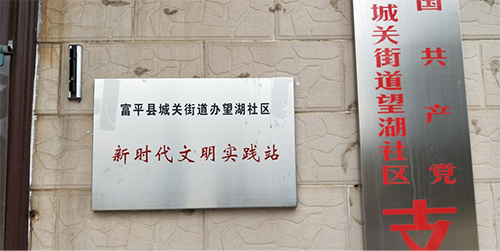 富平县城关街道办望湖社区
新时代文明实践站
国共产党
城关街道望湖社区
支